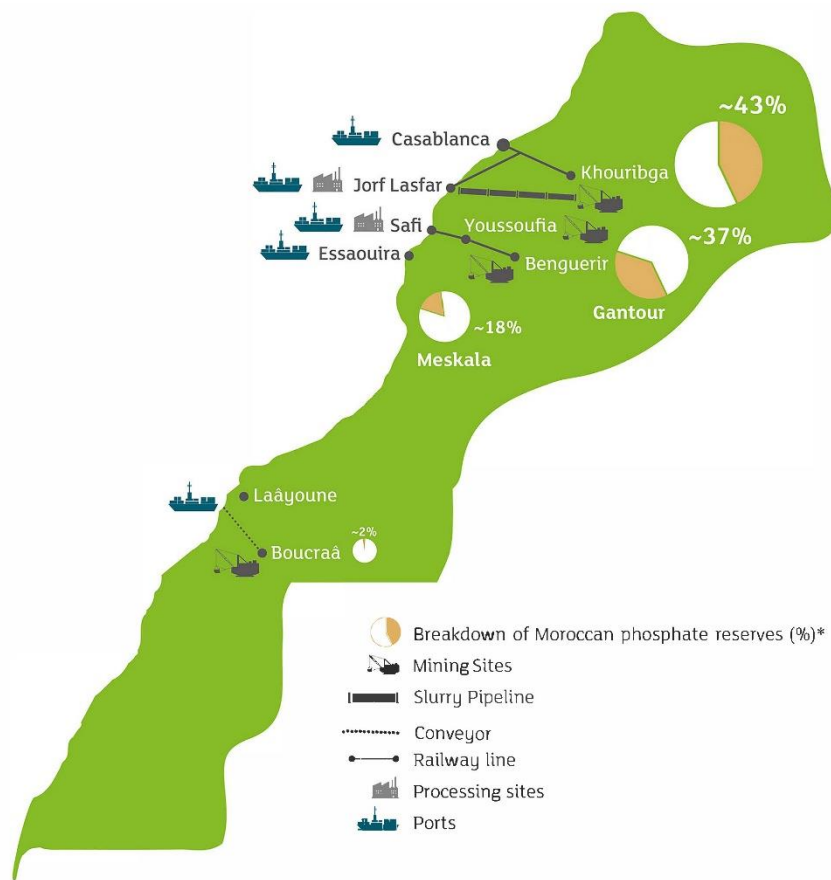 ~43%
Casablanca
Khouribga
Jorf Lasfar
Safi
Youssoufia
~37%
Essaouira
Benguerir
Gantour
~18%
Meskala
Laâyoune
~2%
Boucraâ
Breakdown of Moroccan phosphate reserves (%)*
Mining Sites
Slurry Pipeline
Conveyor
Railway line
Processing sites
Ports